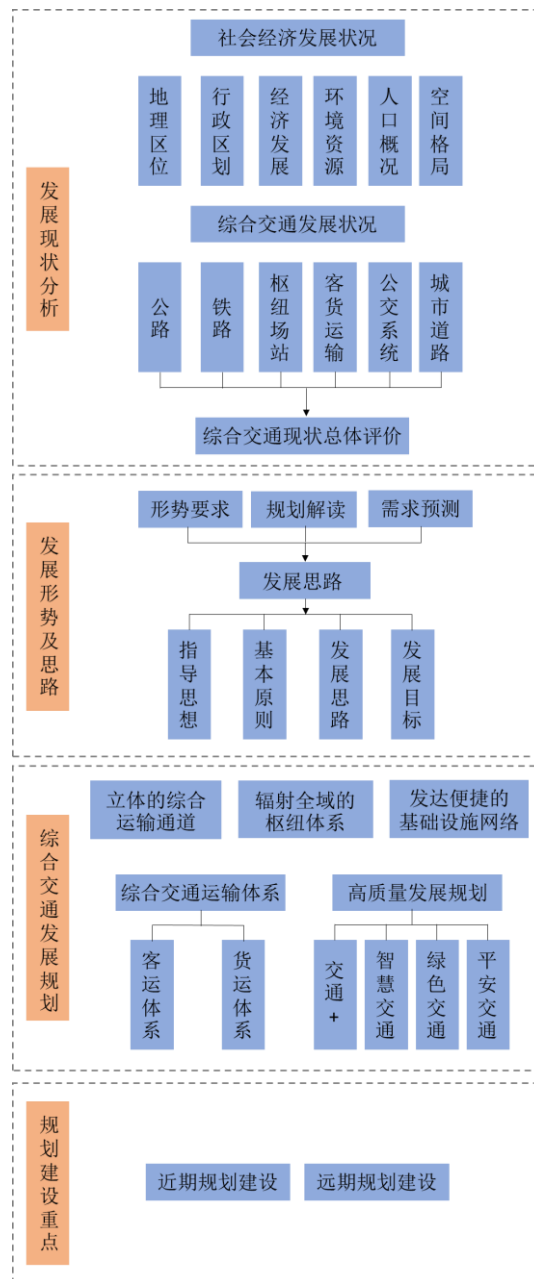 社会经济发展状况
地理区位
行政区划
经济发展
环境资源
人口概况
空间格局
发展现状分析
综合交通发展状况
公路
铁路
枢纽场站
客货运输
公交系统
城市道路
综合交通现状总体评价
形势要求
规划解读
需求预测
发展形势及思路
发展思路
指导思想
基本原则
发展思路
发展目标
立体的综合
运输通道
辐射全域的
枢纽体系
发达便捷的
基础设施网络
综合交通发展规划
综合交通运输体系
高质量发展规划
客运体系
货运体系
交通+
智慧交通
绿色交通
平安交通
规划建设重点
近期规划建设
远期规划建设